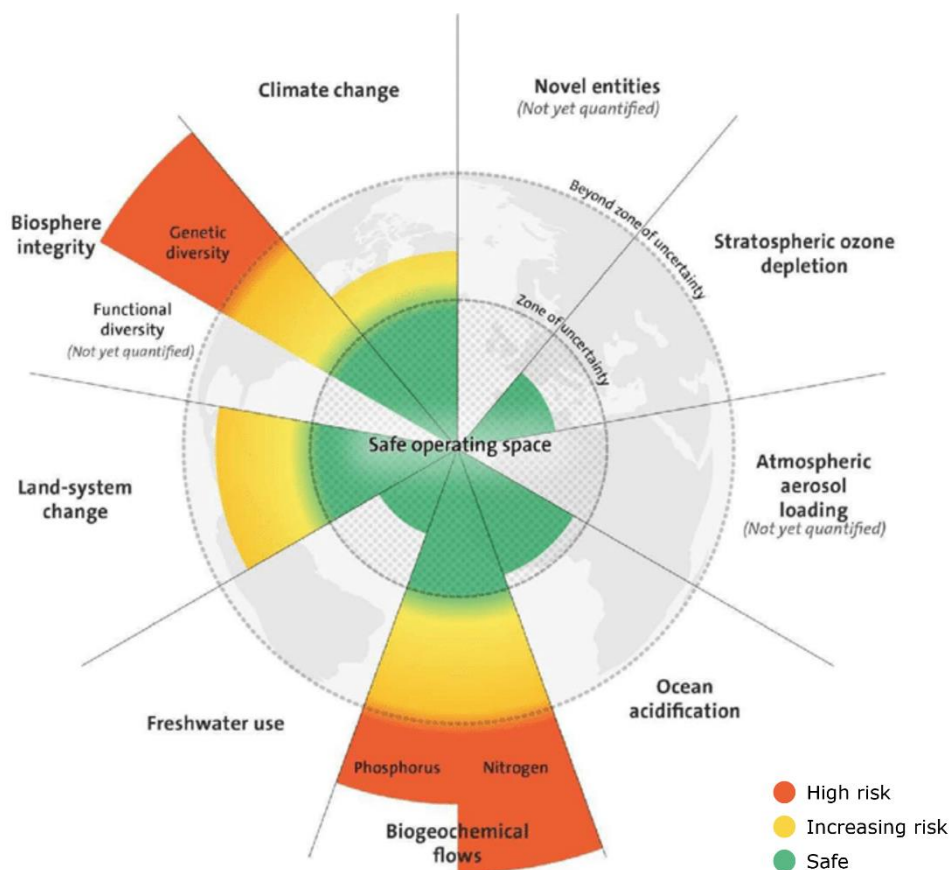 Climate change
Novel entities
(Not yet quantified)
Biosphere
integrity
Genetic
diversity
Functional
diversity
(Not yet quantified)
Beyond zone of uncertainty
Zone of uncertainty
Stratospheric ozone
depletion
Safe operating space
Land-system
change
Atmospheric
aerosol
loading
(Not yet quantified)
Freshwater use
Ocean
acidification
Phosphorus
Nitrogen
Biogeochemical
flows
High risk
Increasing risk
Safe